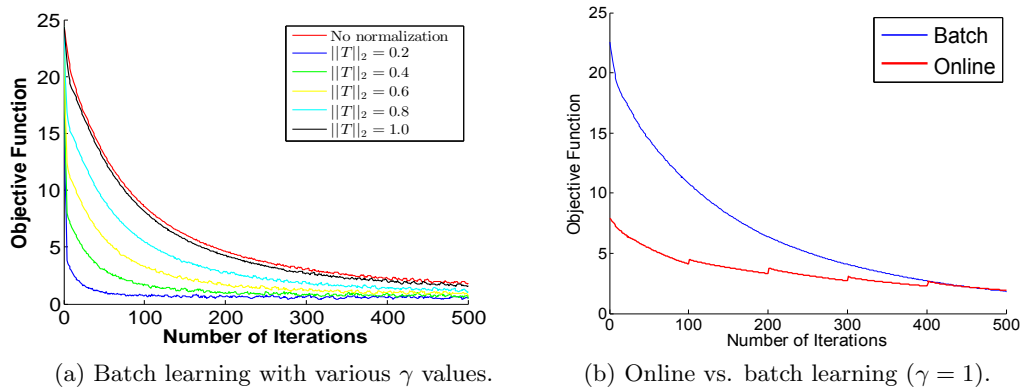 No normalization
||T||₂ = 0.2
||T||₂ = 0.4
||T||₂ = 0.6
||T||₂ = 0.8
||T||₂ = 1.0
Objective Function
25
20
15
10
5
0
0 100 200 300 400 500
Number of Iterations
(a) Batch learning with various γ values.
Batch
Online
Objective Function
25
20
15
10
5
0
0 100 200 300 400 500
Number of Iterations
(b) Online vs. batch learning (γ = 1).